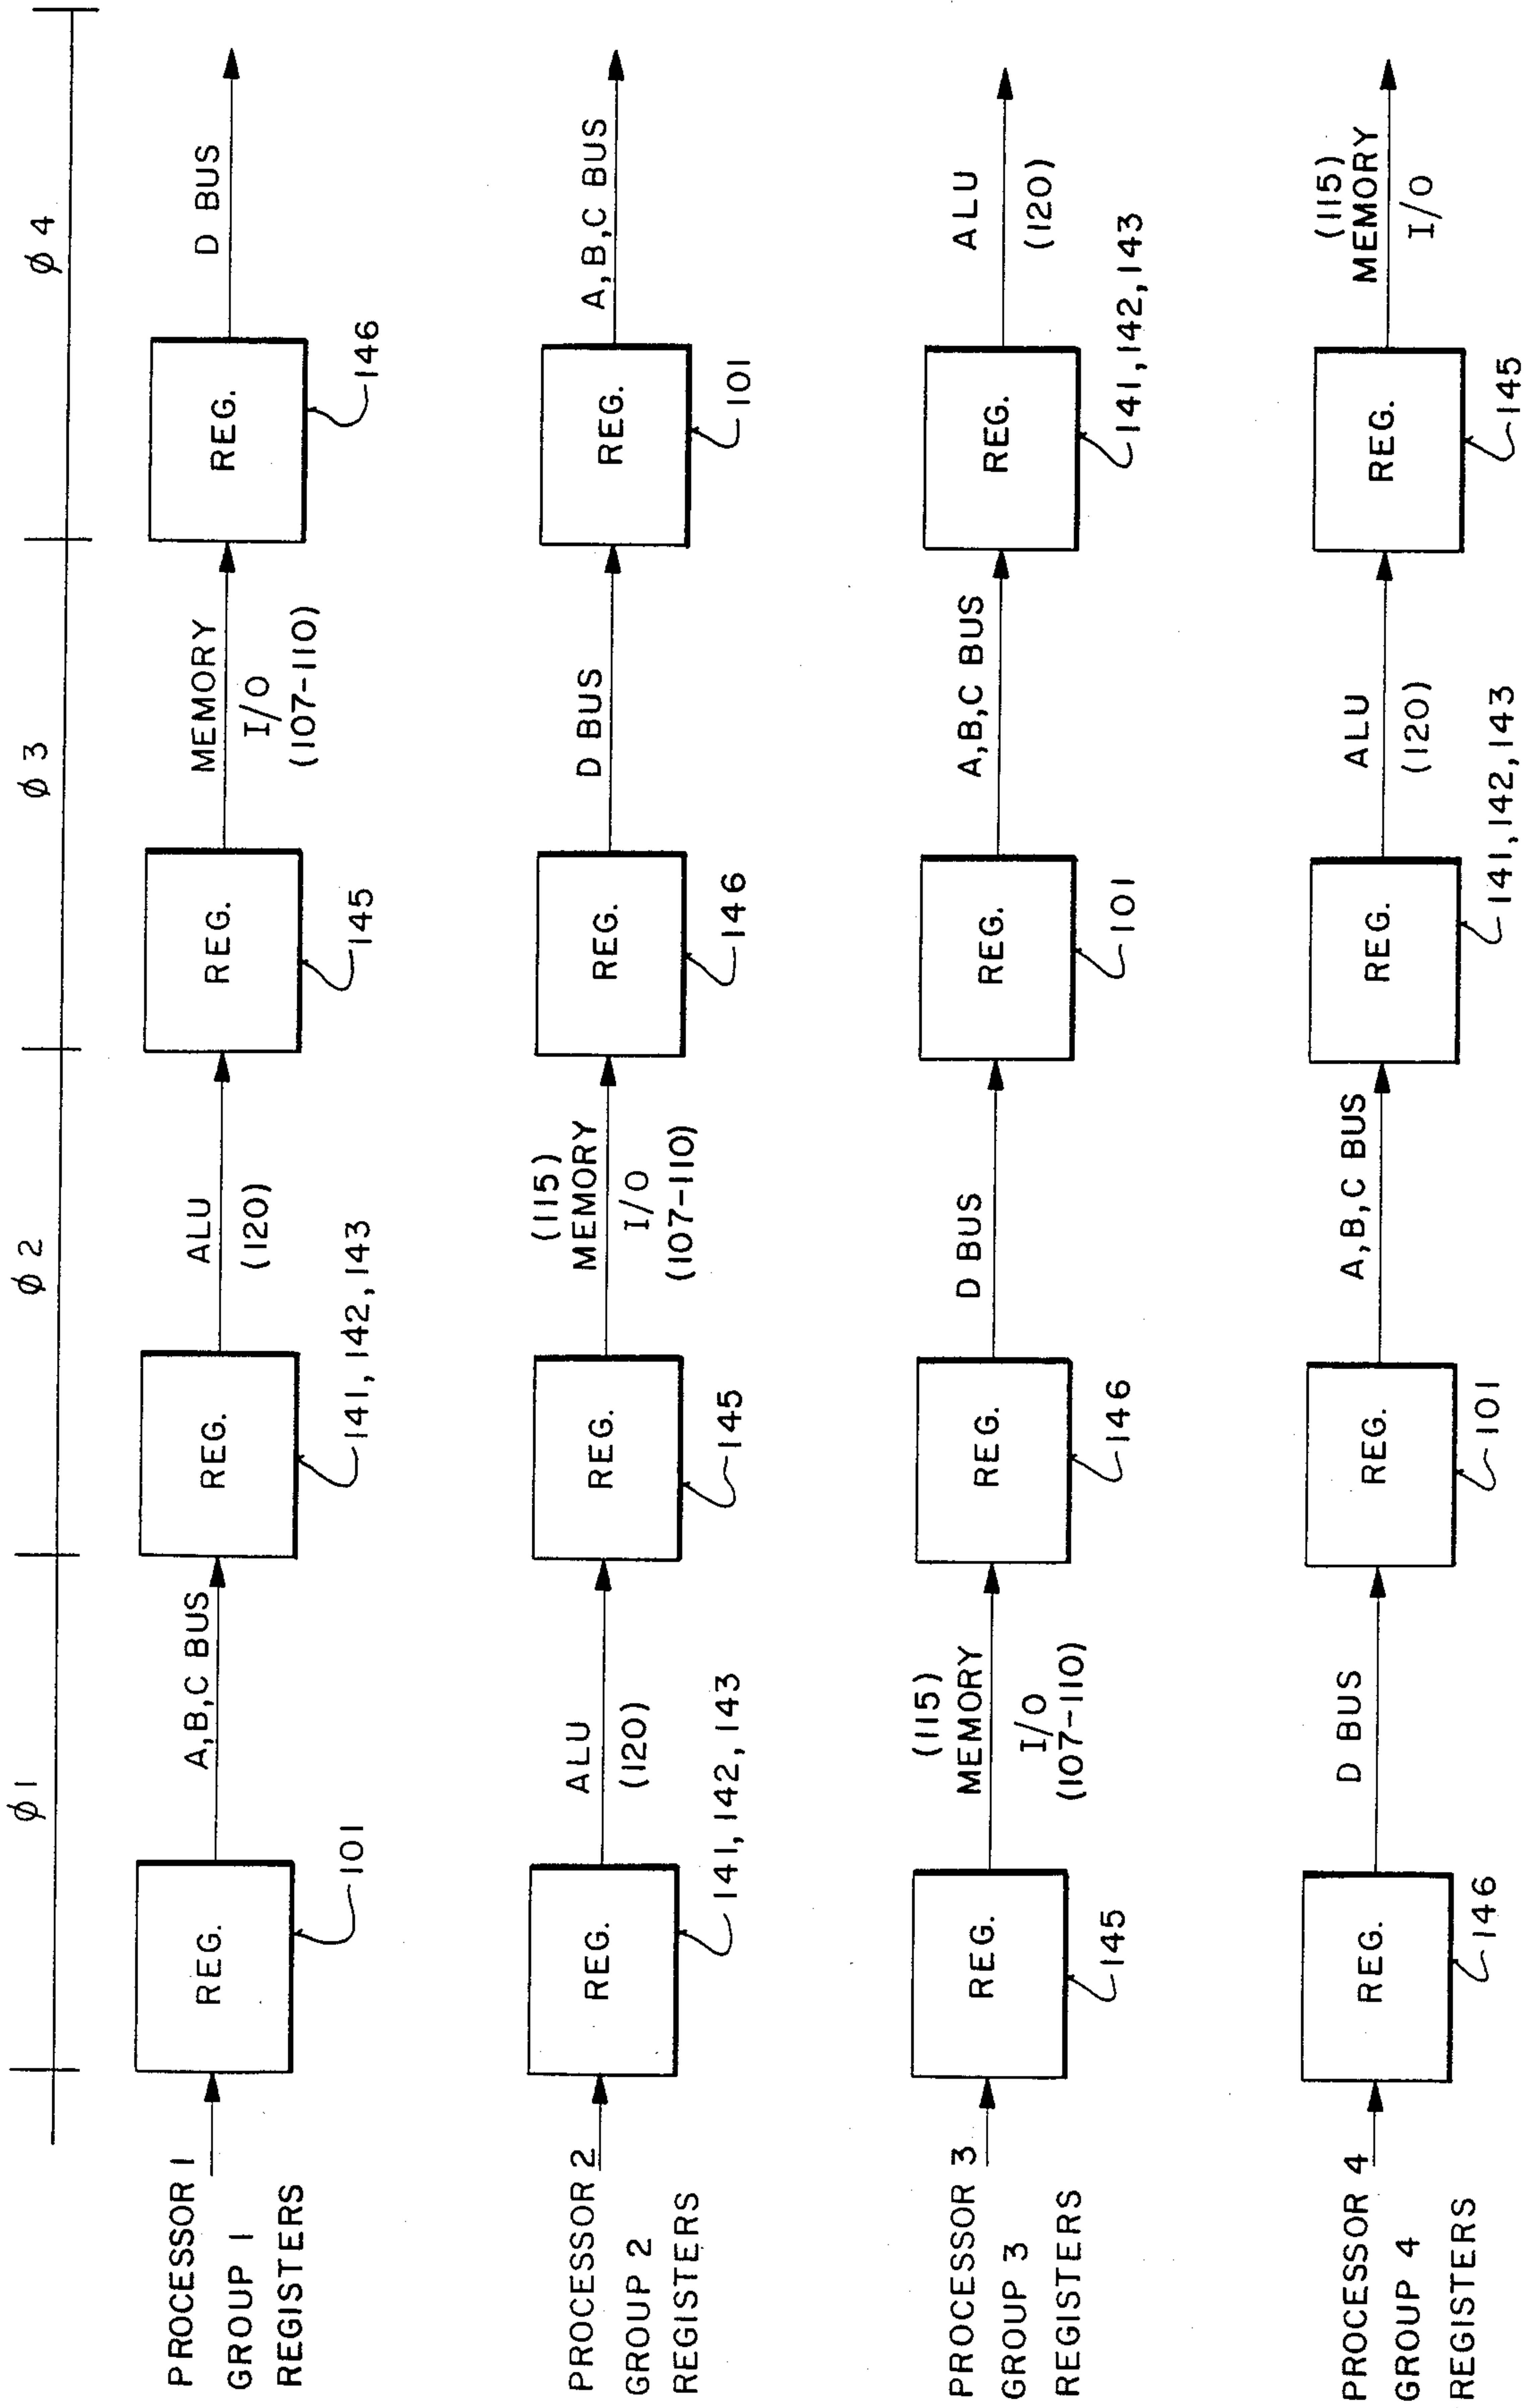 φ 1
φ 2
φ 3
φ 4
PROCESSOR 1
GROUP 1
REGISTERS
REG.
101
A,B,C BUS
REG.
141, 142, 143
ALU
(120)
REG.
145
MEMORY
I/O
(107-110)
REG.
146
D BUS
PROCESSOR 2
GROUP 2
REGISTERS
REG.
141, 142, 143
ALU
(120)
REG.
145
(115)
MEMORY
I/O
(107-110)
REG.
146
D BUS
REG.
101
A,B,C BUS
PROCESSOR 3
GROUP 3
REGISTERS
REG.
145
(115)
MEMORY
I/O
(107-110)
REG.
146
D BUS
REG.
101
A,B,C BUS
REG.
141, 142, 143
ALU
(120)
PROCESSOR 4
GROUP 4
REGISTERS
REG.
146
D BUS
REG.
101
A,B,C BUS
REG.
141, 142, 143
ALU
(120)
REG.
145
(115)
MEMORY
I/O